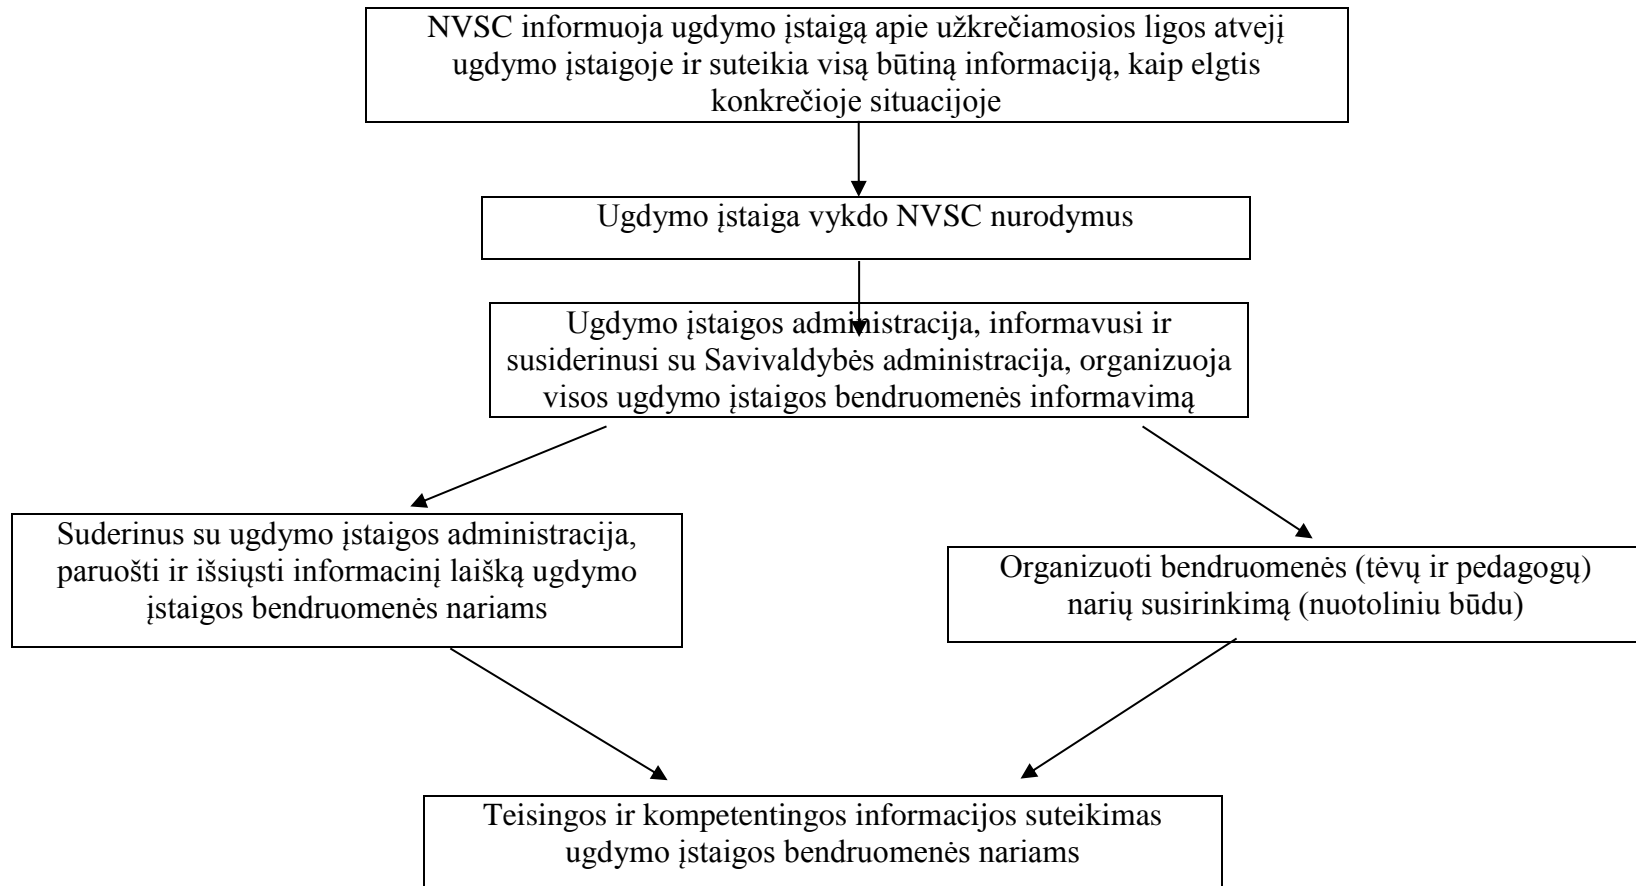 NVSC informuoja ugdymo įstaigą apie užkrečiamosios ligos atvejį
ugdymo įstaigoje ir suteikia visą būtiną informaciją, kaip elgtis
konkrečioje situacijoje
Ugdymo įstaiga vykdo NVSC nurodymus
Ugdymo įstaigos administracija, informavusi ir
susiderinusi su Savivaldybės administracija, organizuoja
visos ugdymo įstaigos bendruomenės informavimą
Suderinus su ugdymo įstaigos administracija,
paruošti ir išsiųsti informacinį laišką ugdymo
įstaigos bendruomenės nariams
Organizuoti bendruomenės (tėvų ir pedagogų)
narių susirinkimą (nuotoliniu būdu)
Teisingos ir kompetentingos informacijos suteikimas
ugdymo įstaigos bendruomenės nariams